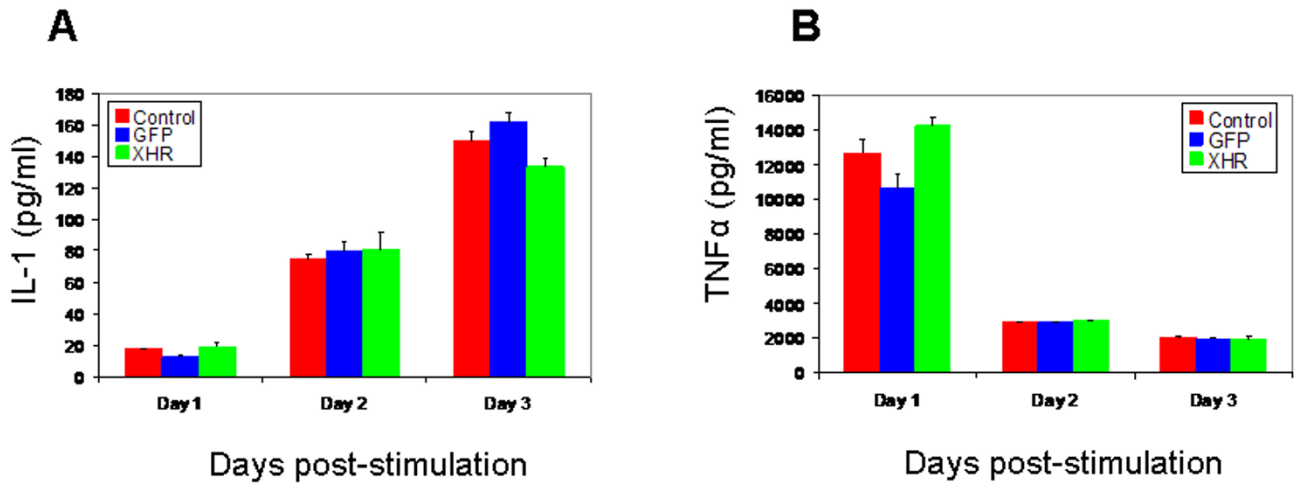 A
IL-1 (pg/ml)
180
160
140
120
100
80
60
40
20
0
Control
GFP
XHR
Day 1
Day 2
Day 3
Days post-stimulation
B
TNFα (pg/ml)
16000
14000
12000
10000
8000
6000
4000
2000
0
Control
GFP
XHR
Day 1
Day 2
Day 3
Days post-stimulation